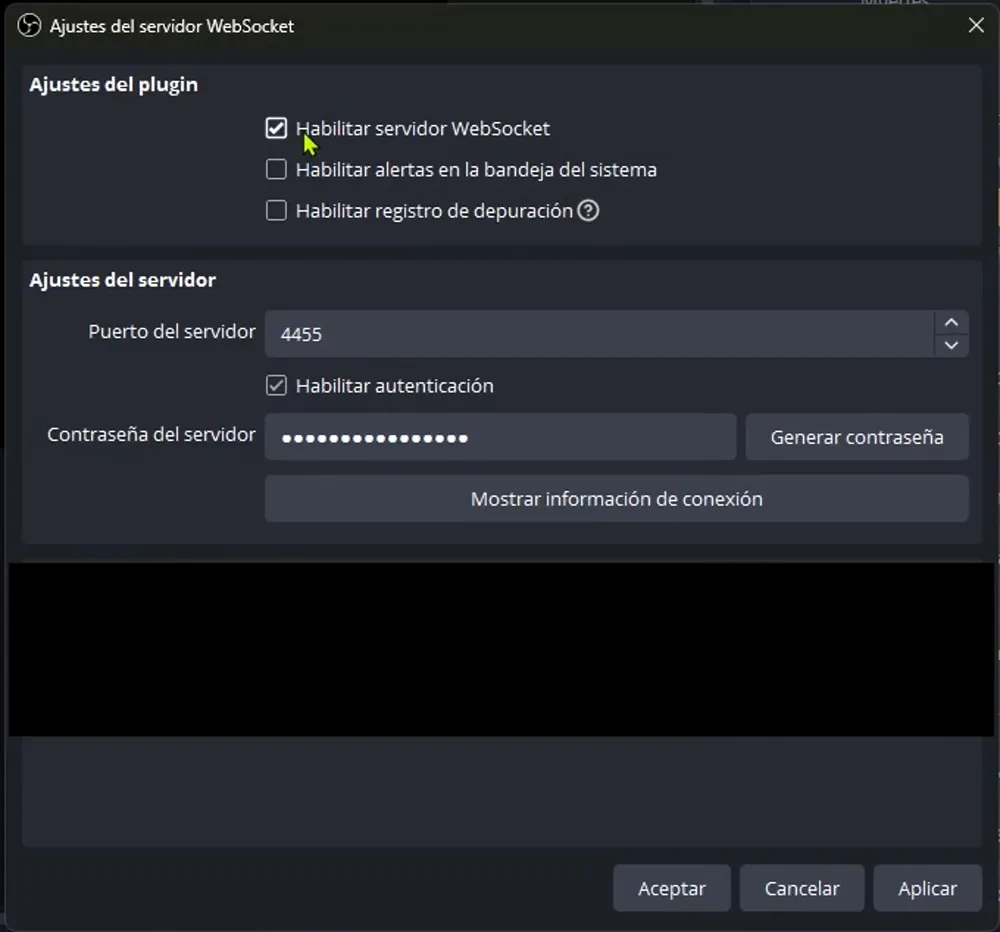 Ajustes del servidor WebSocket
Ajustes del plugin
Habilitar servidor WebSocket
Habilitar alertas en la bandeja del sistema
Habilitar registro de depuración ?
Ajustes del servidor
Puerto del servidor 4455
Habilitar autenticación
Contraseña del servidor •••••••••••••••• Generar contraseña
Mostrar información de conexión
Aceptar Cancelar Aplicar